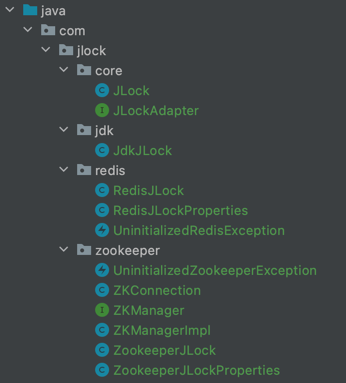 java
com
jlock
core
JLock
JLockAdapter
jdk
JdkJLock
redis
RedisJLock
RedisJLockProperties
UninitializedRedisException
zookeeper
UninitializedZookeeperException
ZKConnection
ZKManager
ZKManagerImpl
ZookeeperJLock
ZookeeperJLockProperties